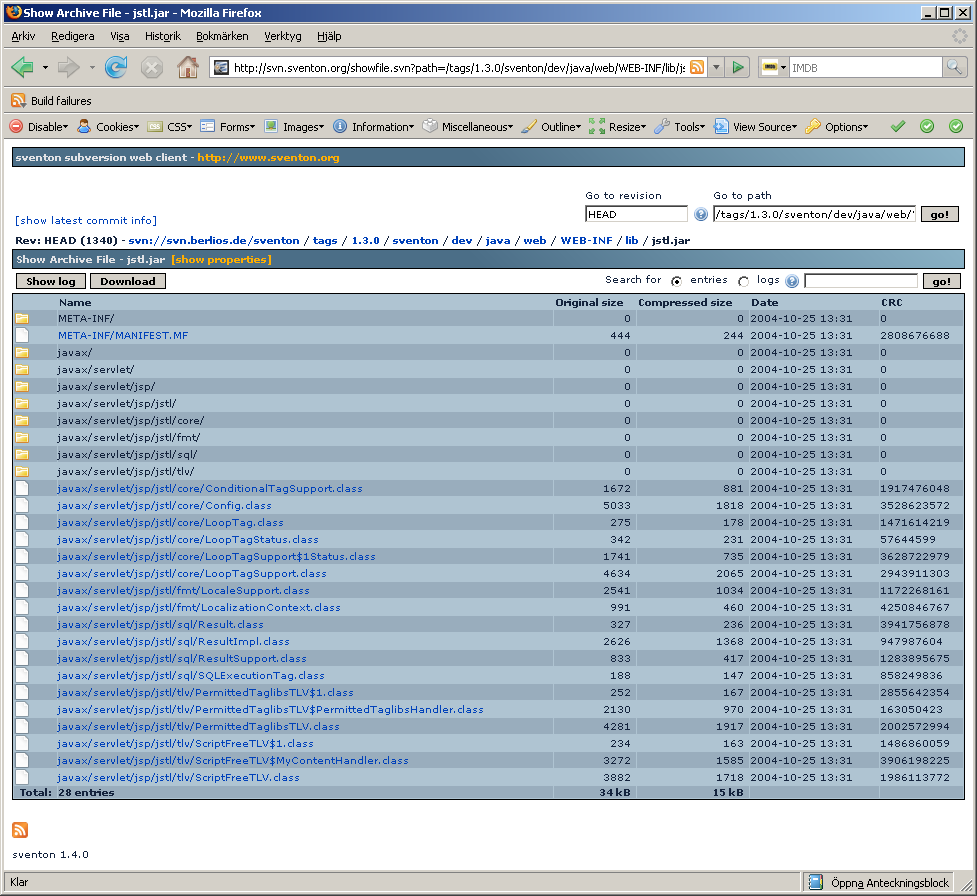 Show Archive File - jstl.jar - Mozilla Firefox
Arkiv Redigera Visa Historik Bokmärken Verktyg Hjälp
http://svn.sventon.org/showfile.svn?path=/tags/1.3.0/sventon/dev/java/web/WEB-INF/lib/js IMDB
Build failures
Disable Cookies CSS Forms Images Information Miscellaneous Outline Resize Tools View Source Options
sventon subversion web client - http://www.sventon.org
Go to revision Go to path
[show latest commit info] HEAD /tags/1.3.0/sventon/dev/java/web/ go!
Rev: HEAD (1340) - svn://svn.berlios.de/sventon / tags / 1.3.0 / sventon / dev / java / web / WEB-INF / lib / jstl.jar
Show Archive File - jstl.jar [show properties]
Show log Download Search for entries logs go!
Name Original size Compressed size Date CRC
META-INF/ 0 0 2004-10-25 13:31 0
META-INF/MANIFEST.MF 444 244 2004-10-25 13:31 2808676688
javax/ 0 0 2004-10-25 13:31 0
javax/servlet/ 0 0 2004-10-25 13:31 0
javax/servlet/jsp/ 0 0 2004-10-25 13:31 0
javax/servlet/jsp/jstl/ 0 0 2004-10-25 13:31 0
javax/servlet/jsp/jstl/core/ 0 0 2004-10-25 13:31 0
javax/servlet/jsp/jstl/fmt/ 0 0 2004-10-25 13:31 0
javax/servlet/jsp/jstl/sql/ 0 0 2004-10-25 13:31 0
javax/servlet/jsp/jstl/tlv/ 0 0 2004-10-25 13:31 0
javax/servlet/jsp/jstl/core/ConditionalTagSupport.class 1672 881 2004-10-25 13:31 1917476048
javax/servlet/jsp/jstl/core/Config.class 5033 1818 2004-10-25 13:31 3528623572
javax/servlet/jsp/jstl/core/LoopTag.class 275 178 2004-10-25 13:31 1471614219
javax/servlet/jsp/jstl/core/LoopTagStatus.class 342 231 2004-10-25 13:31 57644599
javax/servlet/jsp/jstl/core/LoopTagSupport$1Status.class 1741 735 2004-10-25 13:31 3628722979
javax/servlet/jsp/jstl/core/LoopTagSupport.class 4634 2065 2004-10-25 13:31 2943911303
javax/servlet/jsp/jstl/fmt/LocaleSupport.class 2541 1034 2004-10-25 13:31 1172268161
javax/servlet/jsp/jstl/fmt/LocalizationContext.class 991 460 2004-10-25 13:31 4250846767
javax/servlet/jsp/jstl/sql/Result.class 327 236 2004-10-25 13:31 3941756878
javax/servlet/jsp/jstl/sql/ResultImpl.class 2626 1368 2004-10-25 13:31 947987604
javax/servlet/jsp/jstl/sql/ResultSupport.class 833 417 2004-10-25 13:31 1283895675
javax/servlet/jsp/jstl/sql/SQLExecutionTag.class 188 147 2004-10-25 13:31 858249836
javax/servlet/jsp/jstl/tlv/PermittedTaglibsTLV$1.class 252 167 2004-10-25 13:31 2855642354
javax/servlet/jsp/jstl/tlv/PermittedTaglibsTLV$PermittedTaglibsHandler.class 2130 970 2004-10-25 13:31 163050423
javax/servlet/jsp/jstl/tlv/PermittedTaglibsTLV.class 4281 1917 2004-10-25 13:31 2002572994
javax/servlet/jsp/jstl/tlv/ScriptFreeTLV$1.class 234 163 2004-10-25 13:31 1486860059
javax/servlet/jsp/jstl/tlv/ScriptFreeTLV$MyContentHandler.class 3272 1585 2004-10-25 13:31 3906198225
javax/servlet/jsp/jstl/tlv/ScriptFreeTLV.class 3882 1718 2004-10-25 13:31 1986113772
Total: 28 entries 34 kB 15 kB
sventon 1.4.0
Klar Öppna Anteckningsblock